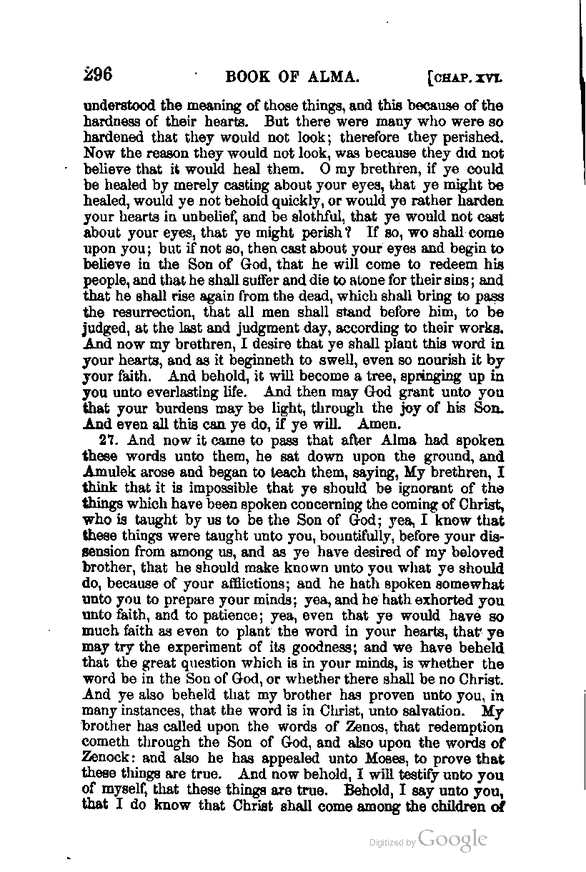 296 BOOK OF ALMA. [CHAP. XVI.
understood the meaning of those things, and this because of the
hardness of their hearts. But there were many who were so
hardened that they would not look; therefore they perished.
Now the reason they would not look, was because they did not
believe that it would heal them. O my brethren, if ye could
be healed by merely casting about your eyes, that ye might be
healed, would ye not behold quickly, or would ye rather harden
your hearts in unbelief, and be slothful, that ye would not cast
about your eyes, that ye might perish? If so, wo shall come
upon you; but if not so, then cast about your eyes and begin to
believe in the Son of God, that he will come to redeem his
people, and that he shall suffer and die to atone for their sins; and
that he shall rise again from the dead, which shall bring to pass
the resurrection, that all men shall stand before him, to be
judged, at the last and judgment day, according to their works.
And now my brethren, I desire that ye shall plant this word in
your hearts, and as it beginneth to swell, even so nourish it by
your faith. And behold, it will become a tree, springing up in
you unto everlasting life. And then may God grant unto you
that your burdens may be light, through the joy of his Son.
And even all this can ye do, if ye will. Amen.
27. And now it came to pass that after Alma had spoken
these words unto them, he sat down upon the ground, and
Amulek arose and began to teach them, saying, My brethren, I
think that it is impossible that ye should be ignorant of the
things which have been spoken concerning the coming of Christ,
who is taught by us to be the Son of God; yea, I know that
these things were taught unto you, bountifully, before your dis-
sension from among us, and as ye have desired of my beloved
brother, that he should make known unto you what ye should
do, because of your afflictions; and he hath spoken somewhat
unto you to prepare your minds; yea, and he hath exhorted you
unto faith, and to patience; yea, even that ye would have so
much faith as even to plant the word in your hearts, that ye
may try the experiment of its goodness; and we have beheld
that the great question which is in your minds, is whether the
word be in the Son of God, or whether there shall be no Christ.
And ye also beheld that my brother has proven unto you, in
many instances, that the word is in Christ, unto salvation. My
brother has called upon the words of Zenos, that redemption
cometh through the Son of God, and also upon the words of
Zenock: and also he has appealed unto Moses, to prove that
these things are true. And now behold, I will testify unto you
of myself, that these things are true. Behold, I say unto you,
that I do know that Christ shall come among the children of
Digitized by Google